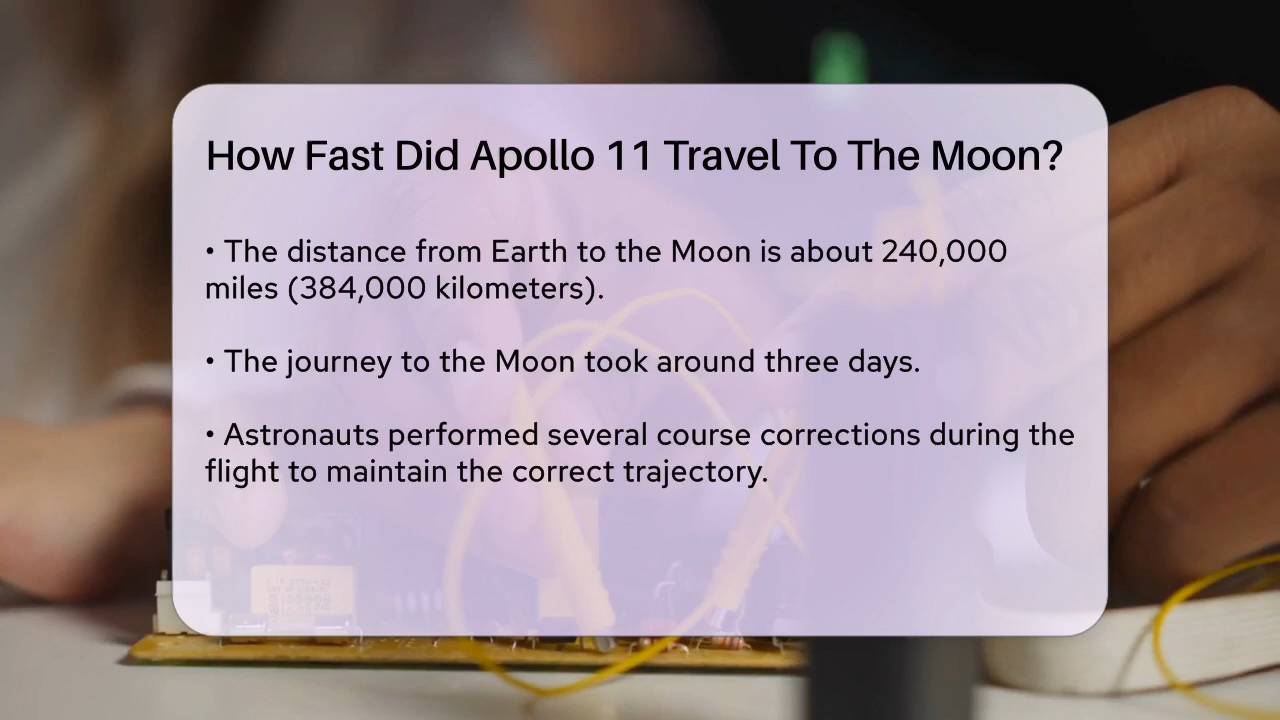 How Fast Did Apollo 11 Travel To The Moon?
• The distance from Earth to the Moon is about 240,000
miles (384,000 kilometers).
• The journey to the Moon took around three days.
• Astronauts performed several course corrections during the
flight to maintain the correct trajectory.